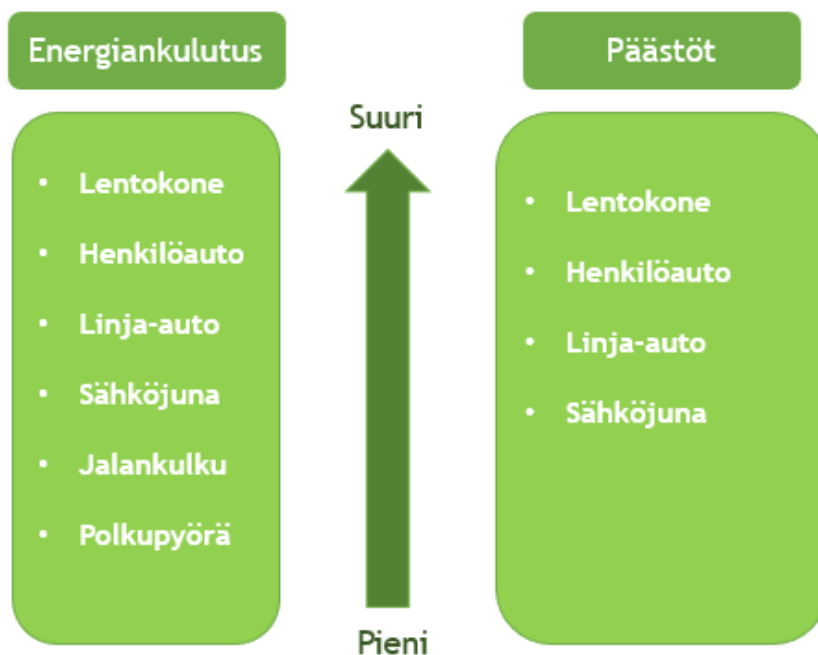 Energiankulutus
• Lentokone
• Henkilöauto
• Linja-auto
• Sähköjuna
• Jalankulku
• Polkupyörä
Suuri
Pieni
Päästöt
• Lentokone
• Henkilöauto
• Linja-auto
• Sähköjuna